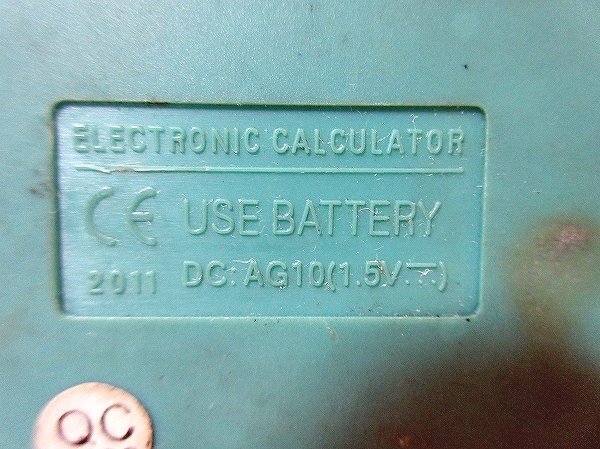 ELECTRONIC CALCULATOR
CE USE BATTERY
2011 DC: AG10(1.5V⎓)
QC